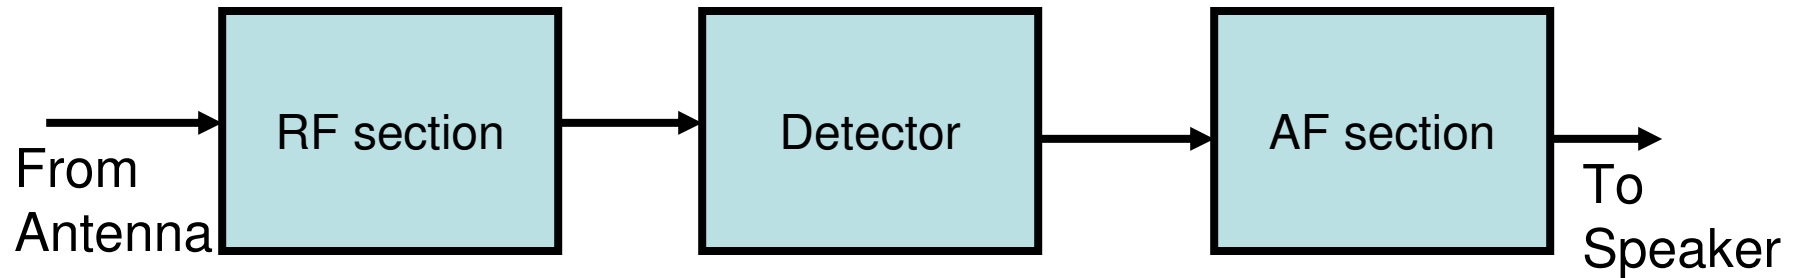 From
Antenna
RF section
Detector
AF section
To
Speaker